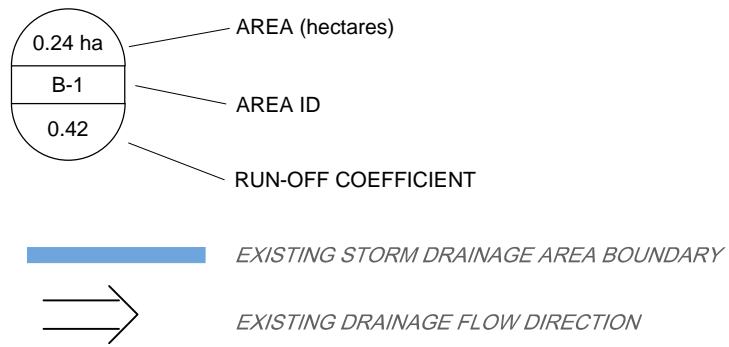 0.24 ha
AREA (hectares)
B-1
AREA ID
0.42
RUN-OFF COEFFICIENT
EXISTING STORM DRAINAGE AREA BOUNDARY
EXISTING DRAINAGE FLOW DIRECTION